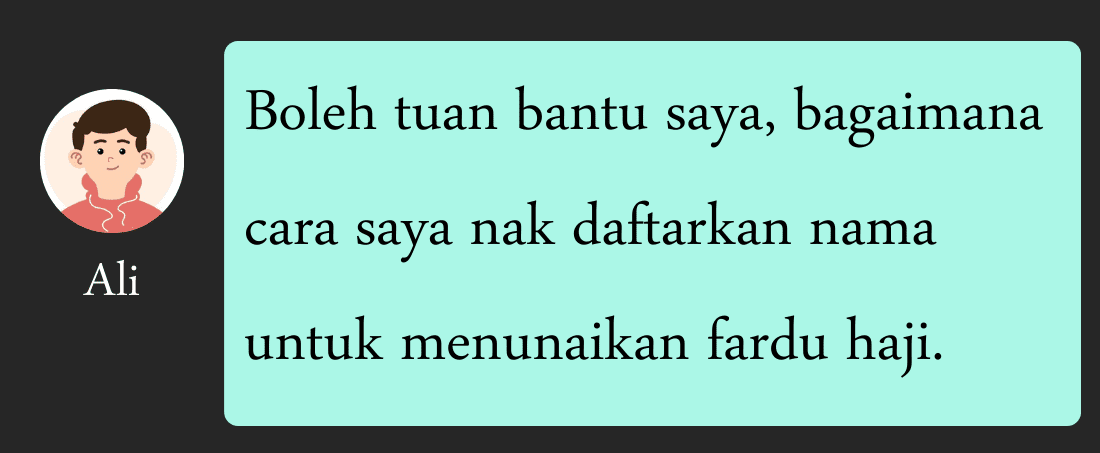 Boleh tuan bantu saya, bagaimana
cara saya nak daftarkan nama
untuk menunaikan fardu haji.
Ali